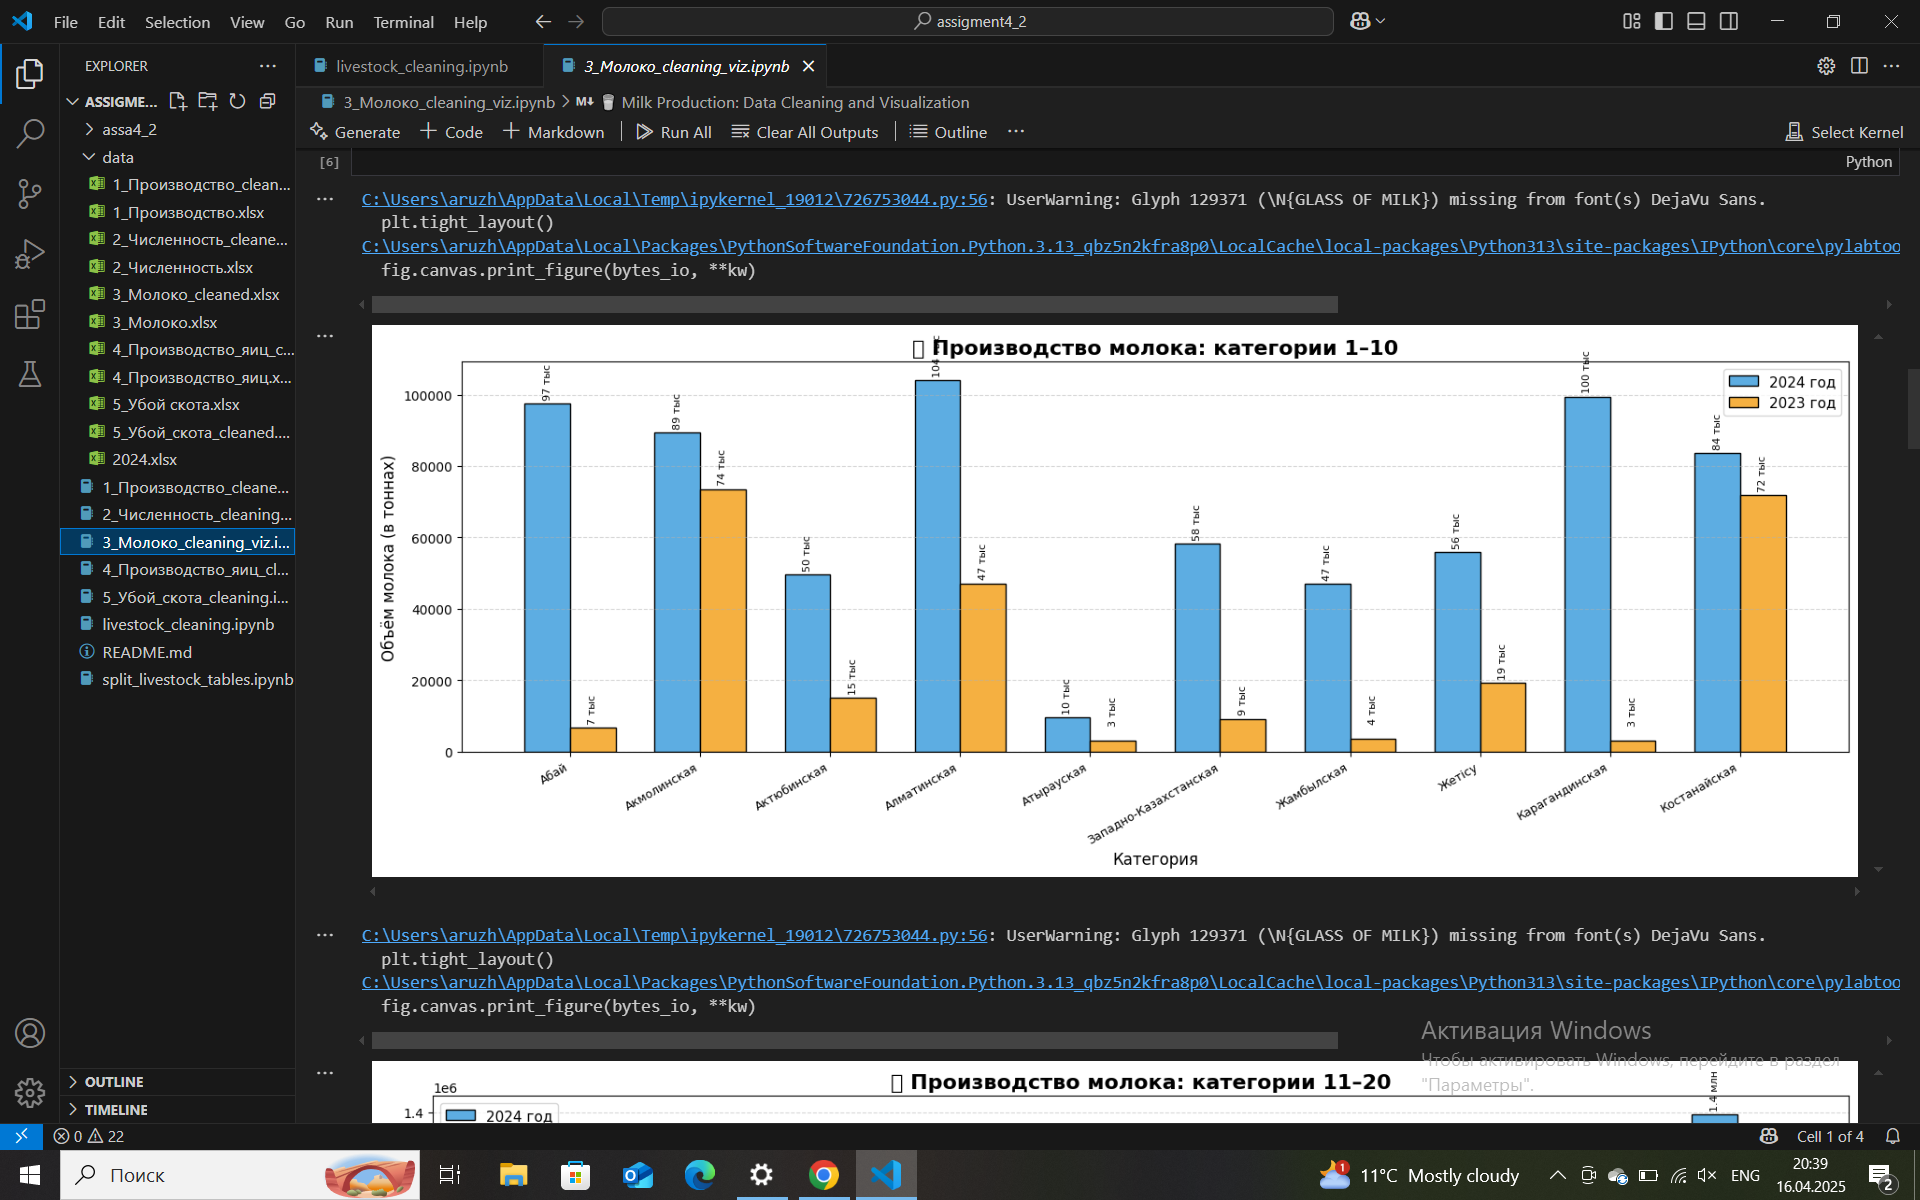 File Edit Selection View Go Run Terminal Help
assigment4_2
EXPLORER
livestock_cleaning.ipynb
3_Молоко_cleaning_viz.ipynb
ASSIGME...
3_Молоко_cleaning_viz.ipynb > M↓ Milk Production: Data Cleaning and Visualization
Generate + Code + Markdown Run All Clear All Outputs Outline ...
Select Kernel
assa4_2
data
1_Производство_clean...
1_Производство.xlsx
2_Численность_cleane...
2_Численность.xlsx
3_Молоко_cleaned.xlsx
3_Молоко.xlsx
4_Производство_яиц_c...
4_Производство_яиц.x...
5_Убой скота.xlsx
5_Убой_скота_cleaned....
2024.xlsx
1_Производство_cleane...
2_Численность_cleaning...
3_Молоко_cleaning_viz.i...
4_Производство_яиц_cl...
5_Убой_скота_cleaning.i...
livestock_cleaning.ipynb
README.md
split_livestock_tables.ipynb
OUTLINE
TIMELINE
[6]
Python
C:\Users\aruzh\AppData\Local\Temp\ipykernel_19012\726753044.py:56: UserWarning: Glyph 129371 (\N{GLASS OF MILK}) missing from font(s) DejaVu Sans.
plt.tight_layout()
C:\Users\aruzh\AppData\Local\Packages\PythonSoftwareFoundation.Python.3.13_qbz5n2kfra8p0\LocalCache\local-packages\Python313\site-packages\IPython\core\pylabtoo
fig.canvas.print_figure(bytes_io, **kw)
Производство молока: категории 1–10
2024 год
2023 год
Объём молока (в тоннах)
100000
80000
60000
40000
20000
0
97 тыс
7 тыс
89 тыс
74 тыс
50 тыс
15 тыс
47 тыс
10 тыс
3 тыс
58 тыс
9 тыс
47 тыс
4 тыс
56 тыс
19 тыс
100 тыс
3 тыс
84 тыс
72 тыс
Абай
Акмолинская
Актюбинская
Алматинская
Атырауская
Западно-Казахстанская
Жамбылская
Жетісу
Карагандинская
Костанайская
Категория
C:\Users\aruzh\AppData\Local\Temp\ipykernel_19012\726753044.py:56: UserWarning: Glyph 129371 (\N{GLASS OF MILK}) missing from font(s) DejaVu Sans.
plt.tight_layout()
C:\Users\aruzh\AppData\Local\Packages\PythonSoftwareFoundation.Python.3.13_qbz5n2kfra8p0\LocalCache\local-packages\Python313\site-packages\IPython\core\pylabtoo
fig.canvas.print_figure(bytes_io, **kw)
Активация Windows
Чтобы активировать Windows, перейдите в раздел
"Параметры".
Производство молока: категории 11–20
1e6
1.4
2024 год
1.4 млн
0 22
Cell 1 of 4
Поиск
1
11°C Mostly cloudy
ENG
20:39
16.04.2025
2